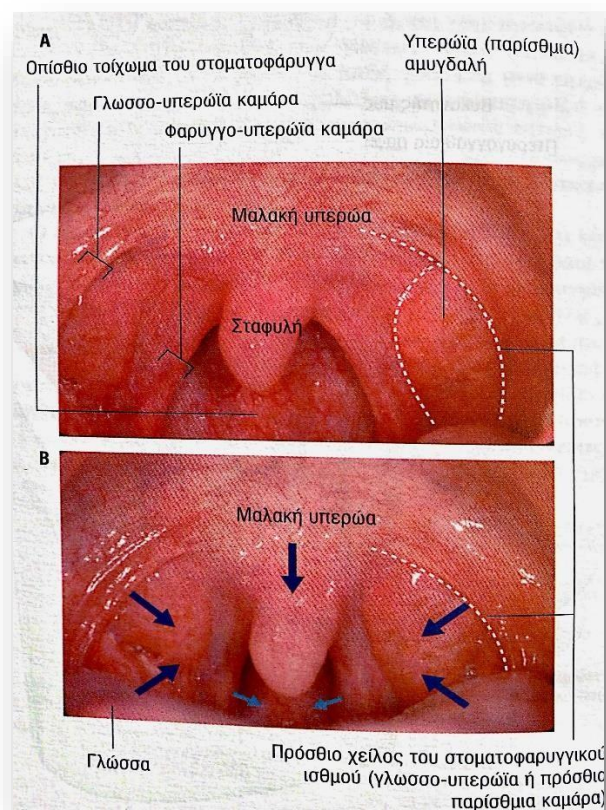 A
Υπερώϊα (παρίσθμια)
αμυγδαλή
Οπίσθιο τοίχωμα του στοματοφάρυγγα
Γλωσσο-υπερώϊα καμάρα
Φαρυγγο-υπερώϊα καμάρα
Μαλακή υπερώα
Σταφυλή
B
Μαλακή υπερώα
Γλώσσα
Πρόσθιο χείλος του στοματοφαρυγγικού
ισθμού (γλωσσο-υπερώϊα ή πρόσθια
παρίσθμια καμάρα)